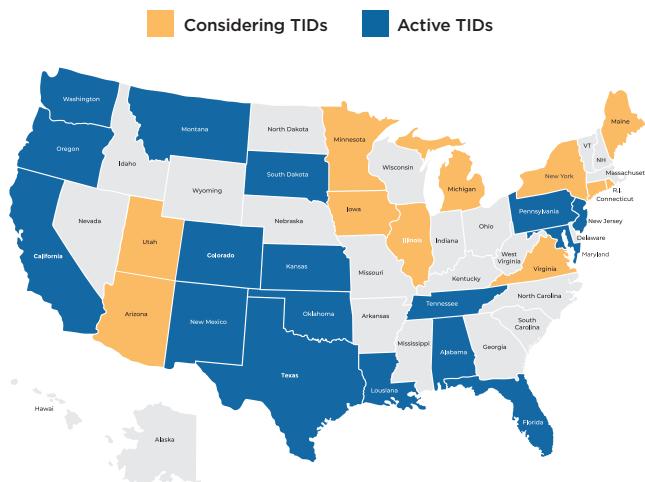 Considering TIDs
Active TIDs
Washington
Montana
North Dakota
Minnesota
Maine
Oregon
Idaho
South Dakota
Wisconsin
VT
NH
Massachuset
New York
Michigan
R.I.
Connecticut
Wyoming
Iowa
Pennsylvania
Nebraska
New Jersey
Nevada
Utah
Illinois
Indiana
Ohio
Delaware
Maryland
California
Colorado
Kansas
Missouri
West
Virginia
Virginia
Kentucky
North Carolina
Tennessee
Arizona
New Mexico
Oklahoma
Arkansas
South
Carolina
Mississippi
Alabama
Georgia
Texas
Lousiana
Florida
Hawai
Alaska